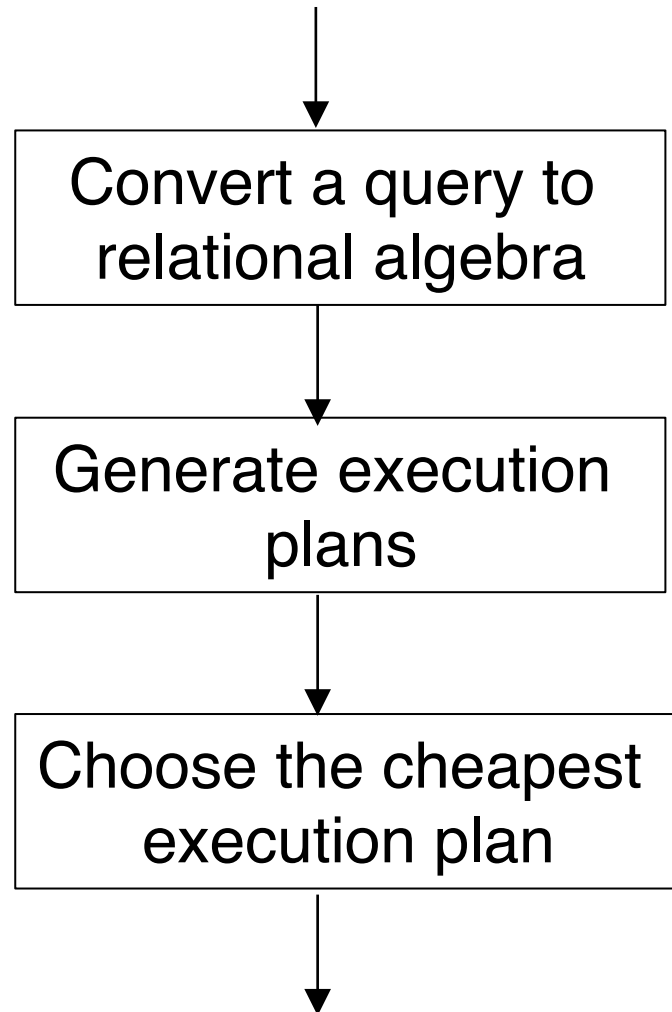 Convert a query to
relational algebra
Generate execution
plans
Choose the cheapest
execution plan